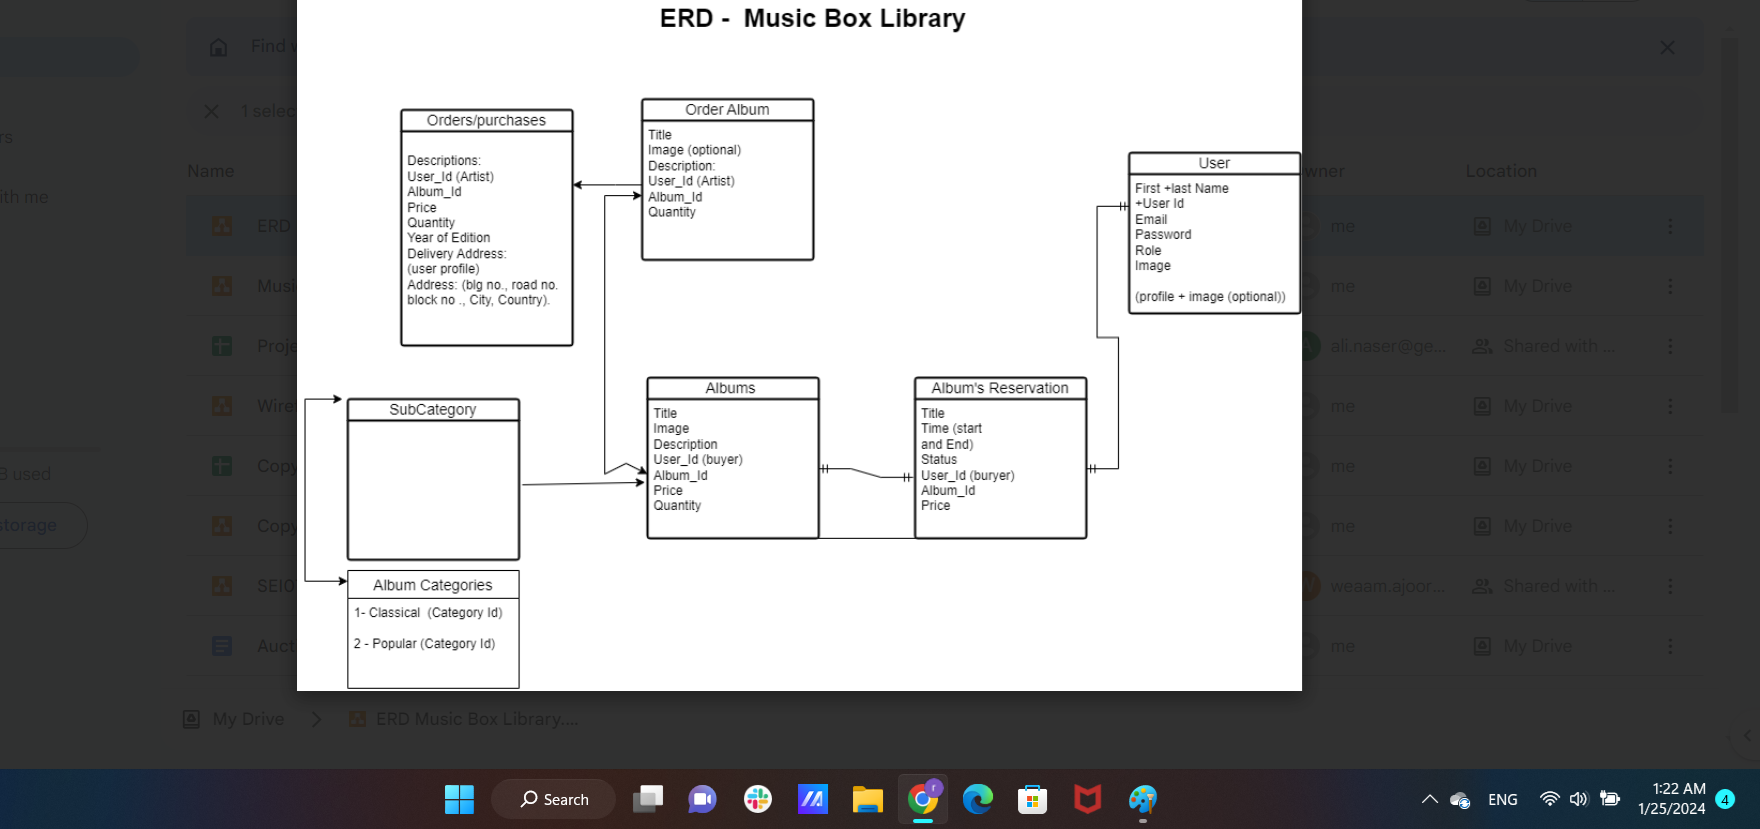 ERD -  Music Box Library
Find
1 selec
rs
ith me
B used
storage
Name
wner
Location
ERD
Musi
Proje
Wire
Copy
Copy
SEI0
Auct
me
me
ali.naser@ge...
me
me
me
weaam.ajoor...
me
My Drive
My Drive
Shared with ...
My Drive
My Drive
My Drive
Shared with ...
My Drive
Orders/purchases
Descriptions:
User_Id (Artist)
Album_Id
Price
Quantity
Year of Edition
Delivery Address:
(user profile)
Address: (blg no., road no.
block no ., City, Country).
Order Album
Title
Image (optional)
Description:
User_Id (Artist)
Album_Id
Quantity
User
First +last Name
+User Id
Email
Password
Role
Image
(profile + image (optional))
SubCategory
Albums
Title
Image
Description
User_Id (buyer)
Album_Id
Price
Quantity
Album's Reservation
Title
Time (start
and End)
Status
User_Id (buryer)
Album_Id
Price
Album Categories
1- Classical  (Category Id)
2 - Popular (Category Id)
My Drive
ERD Music Box Library....
Search
ENG
1:22 AM
1/25/2024
4